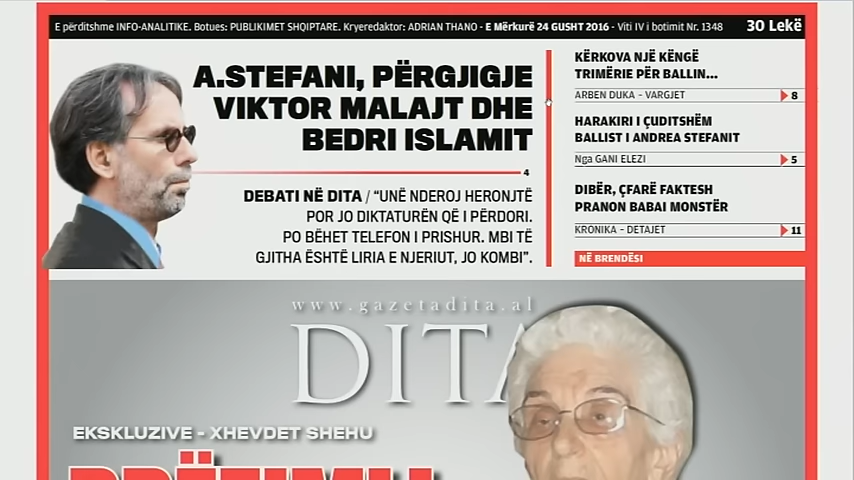 E përditshme INFO-ANALITIKE. Botues: PUBLIKIMET SHQIPTARE. Kryeredaktor: ADRIAN THANO - E Mërkurë 24 GUSHT 2016 - Viti IV i botimit Nr. 1348
30 Lekë
A.STEFANI, PËRGJIGJE
VIKTOR MALAJT DHE
BEDRI ISLAMIT
4
DEBATI NË DITA / “UNË NDEROJ HERONJTË
POR JO DIKTATURËN QË I PËRDORI.
PO BËHET TELEFON I PRISHUR. MBI TË
GJITHA ËSHTË LIRIA E NJERIUT, JO KOMBI”.
KËRKOVA NJË KËNGË
TRIMËRIE PËR BALLIN...
ARBEN DUKA - VARGJET 8
HARAKIRI I ÇUDITSHËM
BALLIST I ANDREA STEFANIT
Nga GANI ELEZI 5
DIBËR, ÇFARË FAKTESH
PRANON BABAI MONSTËR
KRONIKA - DETAJET 11
NË BRENDËSI
www.gazetadita.al
DITA
EKSKLUZIVE - XHEVDET SHEHU